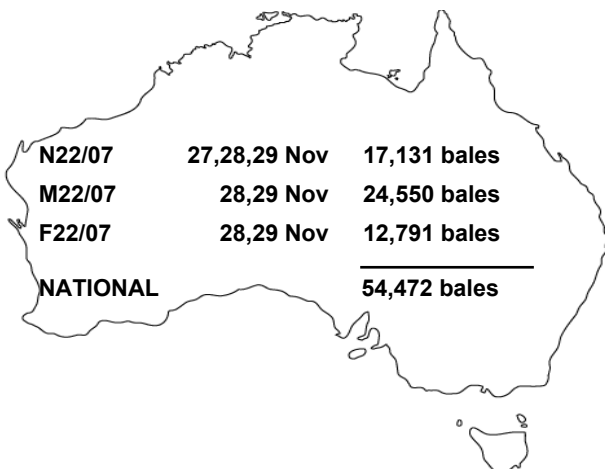 N22/07 27,28,29 Nov 17,131 bales
M22/07 28,29 Nov 24,550 bales
F22/07 28,29 Nov 12,791 bales
NATIONAL 54,472 bales